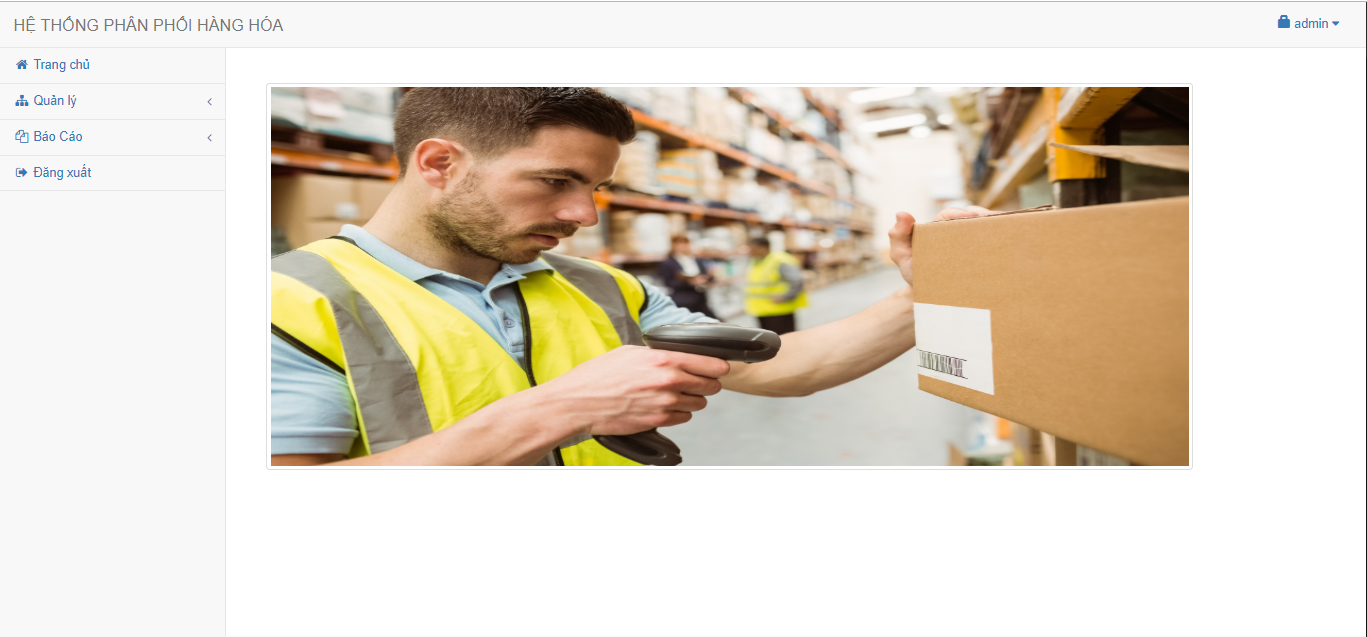 HỆ THỐNG PHÂN PHỐI HÀNG HÓA
admin
Trang chủ
Quản lý
Báo Cáo
Đăng xuất